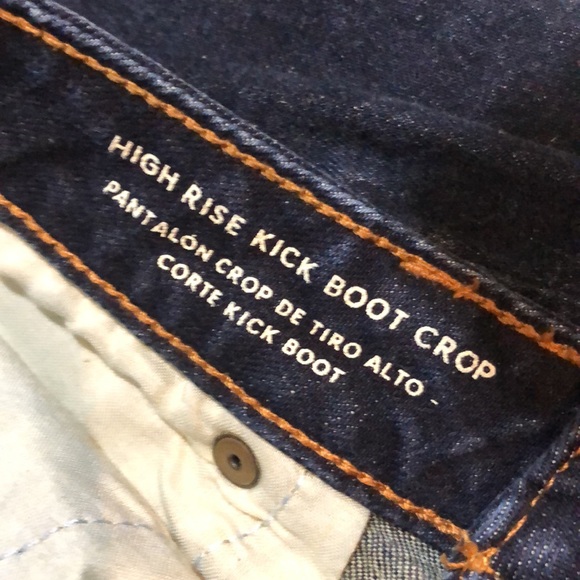 HIGH RISE KICK BOOT CROP
PANTALÓN CROP DE TIRO ALTO -
CORTE KICK BOOT